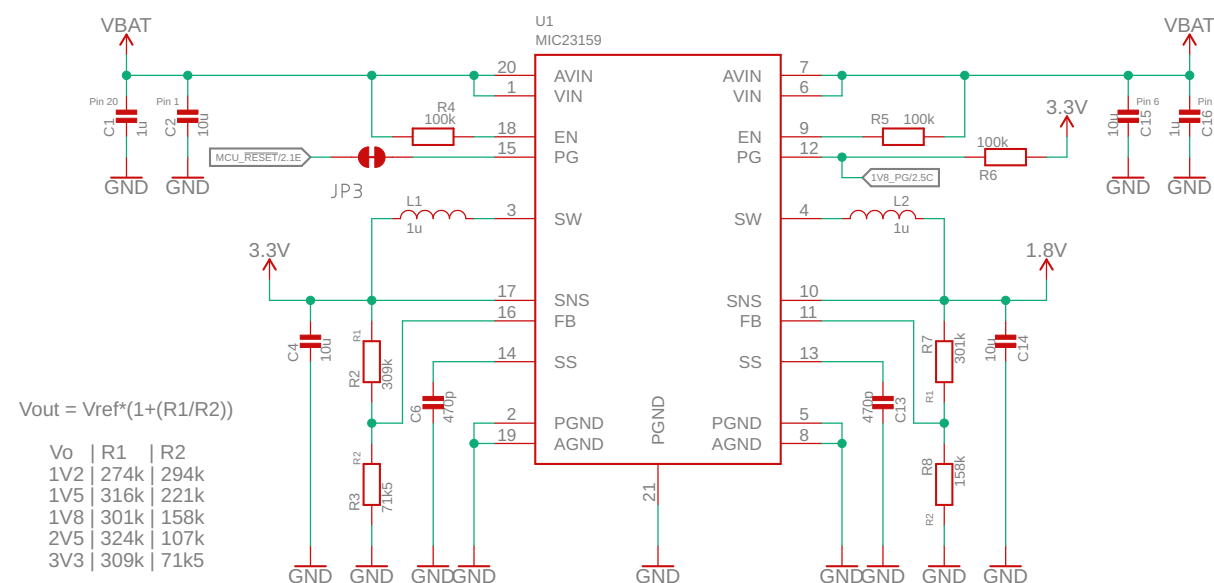 U1
MIC23159
VBAT
VBAT
20
AVIN
AVIN
7
1
VIN
VIN
6
Pin 20
Pin 1
Pin 6
Pin
C1
1u
C2
10u
10u
C15
1u
C16
R4
100k
R5
100k
3.3V
18
EN
EN
9
15
PG
PG
12
100k
R6
MCU_RESET/2.1E
1V8_PG/2.5C
JP3
GND
GND
GND
GND
L1
1u
L2
1u
3
SW
SW
4
3.3V
1.8V
17
SNS
SNS
10
16
FB
FB
11
C4
10u
R1
R2
309k
14
SS
SS
13
R7
301k
R1
10u
C14
C6
470p
470p
C13
2
PGND
PGND
PGND
5
19
AGND
AGND
8
R2
R3
71k5
R8
158k
R2
21
Vout = Vref*(1+(R1/R2))
Vo | R1 | R2
1V2 | 274k | 294k
1V5 | 316k | 221k
1V8 | 301k | 158k
2V5 | 324k | 107k
3V3 | 309k | 71k5
GND
GND
GND
GND
GND
GND
GND
GND
GND